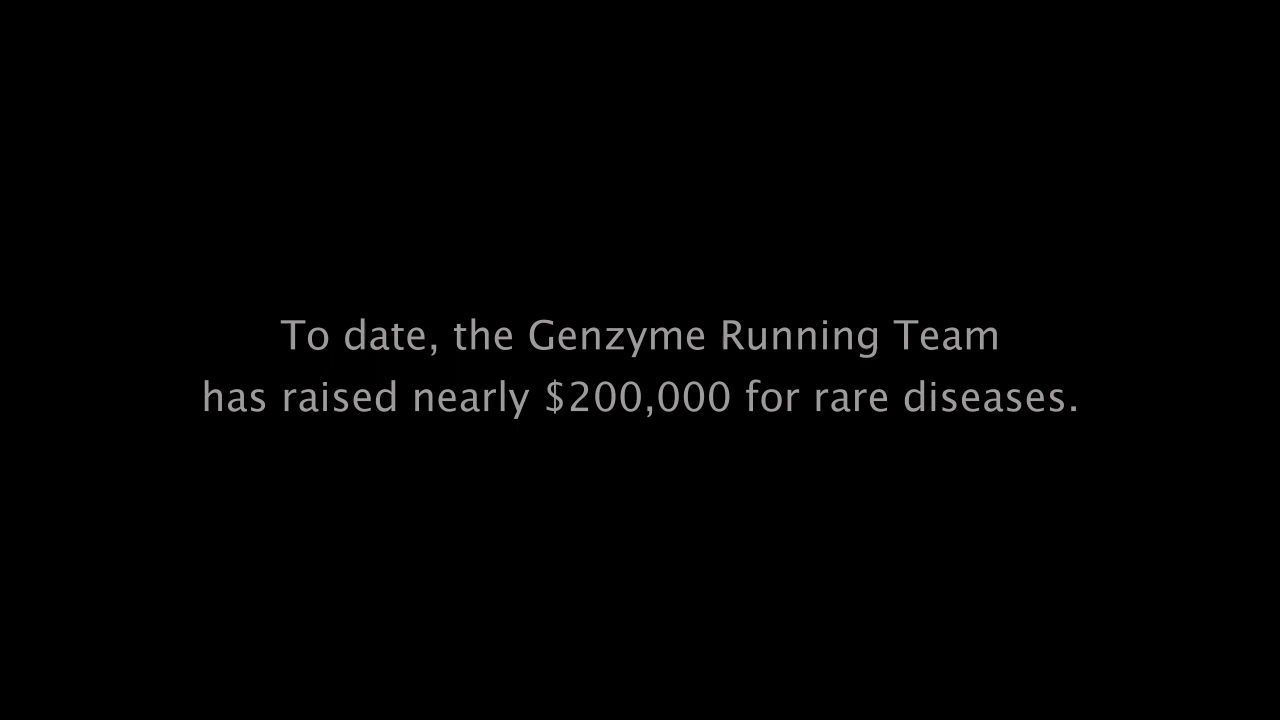 To date, the Genzyme Running Team
has raised nearly $200,000 for rare diseases.